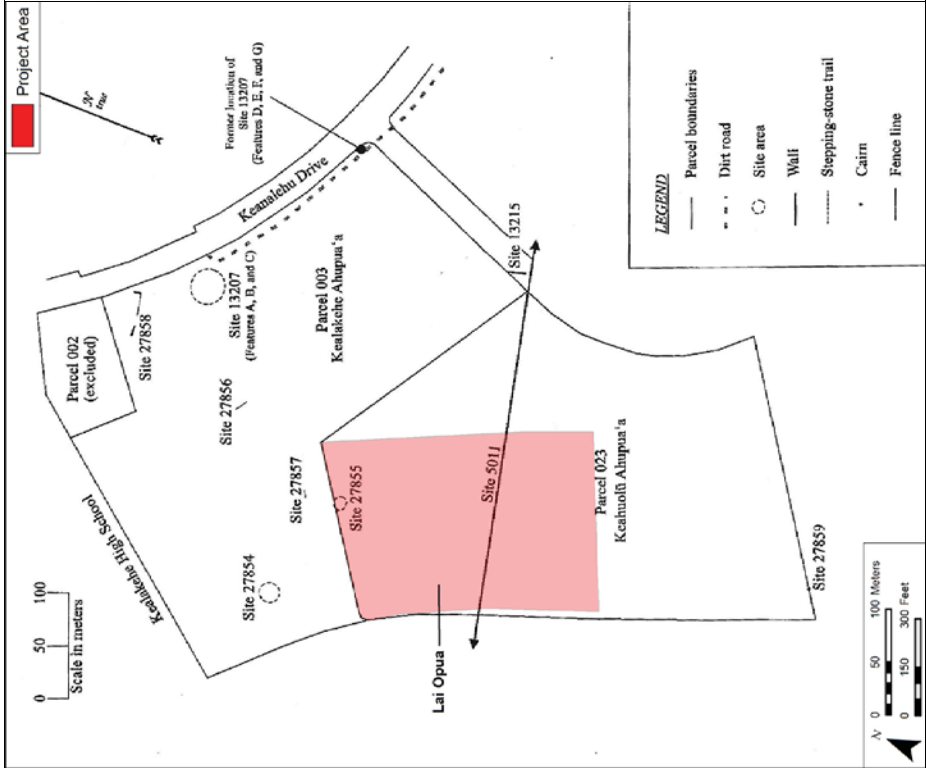 Project Area
N
true
Former location of
Site 13207
(Features D, E, F, and G)
Keanalehu Drive
Parcel 002
(excluded)
Site 27858
Site 13207
(Features A, B, and C)
Parcel 003
Kealakehe Ahupua'a
Site 27856
Site 13215
Kealakehe High School
Site 27857
Site 27855
Site 27854
Site 5011
Parcel 023
Keahuolū Ahupua'a
Lai Opua
Site 27859
0 50 100
Scale in meters
LEGEND
Parcel boundaries
Dirt road
Site area
Wall
Stepping-stone trail
Cairn
Fence line
N
0 50 100 Meters
0 150 300 Feet